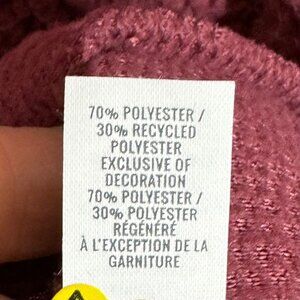 70% POLYESTER /
30% RECYCLED
POLYESTER
EXCLUSIVE OF
DECORATION
70% POLYESTER /
30% POLYESTER
RÉGÉNÉRÉ
À L'EXCEPTION DE LA
GARNITURE